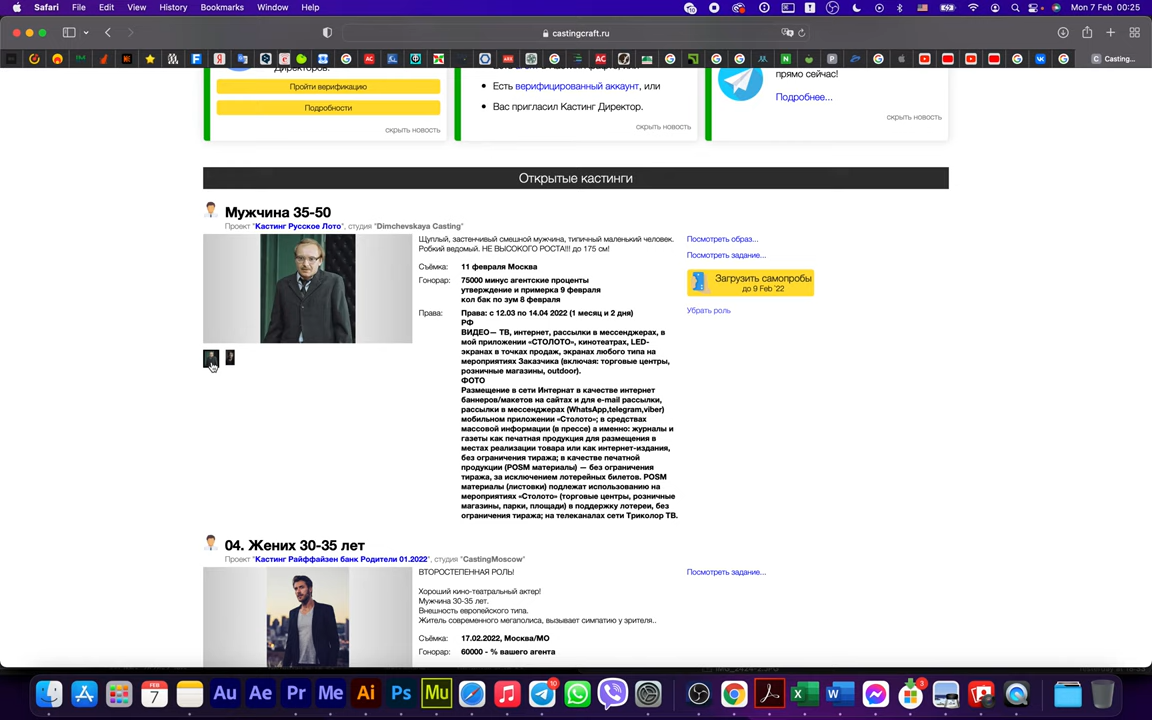 Safari File Edit View History Bookmarks Window Help
Mon 7 Feb 00:25
castingcraft.ru
Casting...
Директоров.
Пройти верификацию
Подробности
скрыть новость
Есть верифицированный аккаунт, или
Вас пригласил Кастинг Директор.
скрыть новость
прямо сейчас!
Подробнее...
скрыть новость
Открытые кастинги
Мужчина 35-50
Проект "Кастинг Русское Лото", студия "Dimchevskaya Casting"
Щуплый, застенчивый смешной мужчина, типичный маленький человек.
Робкий ведомый. НЕ ВЫСОКОГО РОСТА!!! до 175 см!
Съёмка: 11 февраля Москва
Гонорар: 75000 минус агентские проценты
утверждение и примерка 9 февраля
кол бак по зум 8 февраля
Права: Права: с 12.03 по 14.04 2022 (1 месяц и 2 дня)
РФ
ВИДЕО— ТВ, интернет, рассылки в мессенджерах, в
мой приложении «СТОЛОТО», кинотеатрах, LED-
экранах в точках продаж, экранах любого типа на
мероприятиях Заказчика (включая: торговые центры,
розничные магазины, outdoor).
ФОТО
Размещение в сети Интернат в качестве интернет
баннеров/макетов на сайтах и для e-mail рассылки,
рассылки в мессенджерах (WhatsApp,telegram,viber)
мобильном приложении «Столото»; в средствах
массовой информации (в прессе) а именно: журналы и
газеты как печатная продукция для размещения в
местах реализации товара или как интернет-издания,
без ограничения тиража; в качестве печатной
продукции (POSM материалы) — без ограничения
тиража, за исключением лотерейных билетов. POSM
материалы (листовки) подлежат использованию на
мероприятиях «Столото» (торговые центры, розничные
магазины, парки, площади) в поддержку лотереи, без
ограничения тиража; на телеканалах сети Триколор ТВ.
Посмотреть образ...
Посмотреть задание...
Загрузить самопробы
до 9 Feb '22
Убрать роль
04. Жених 30-35 лет
Проект "Кастинг Райффайзен банк Родители 01.2022", студия "CastingMoscow"
ВТОРОСТЕПЕННАЯ РОЛЬ!
Хороший кино-театральный актер!
Мужчина 30-35 лет.
Внешность европейского типа.
Житель современного мегаполиса, вызывает симпатию у зрителя..
Съёмка: 17.02.2022, Москва/МО
Гонорар: 60000 - % вашего агента
Посмотреть задание...
FEB
7
Au Ae Pr Me Ai Ps Mu
10
3